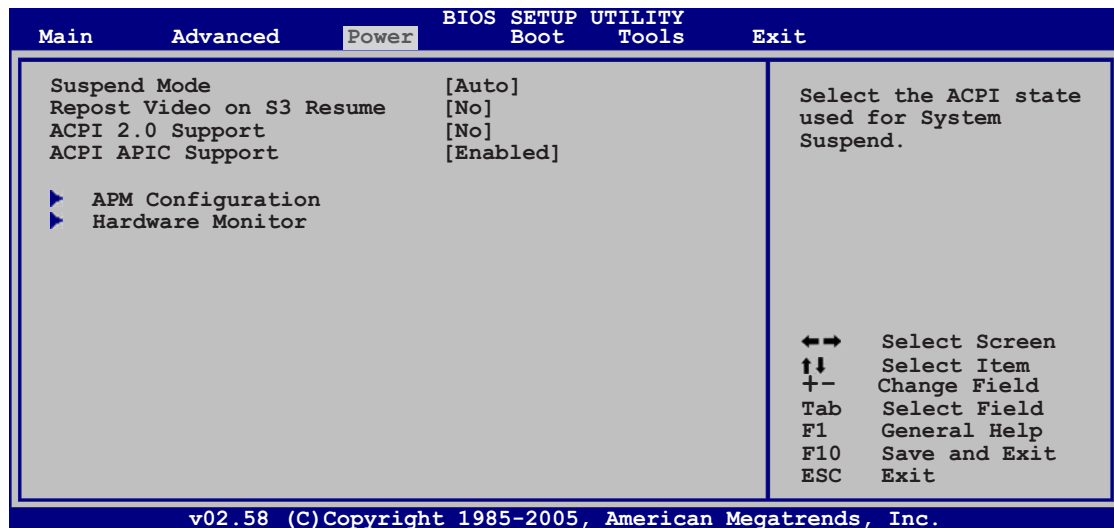 BIOS SETUP UTILITY
Main Advanced Power Boot Tools Exit
Suspend Mode [Auto]
Repost Video on S3 Resume [No]
ACPI 2.0 Support [No]
ACPI APIC Support [Enabled]
APM Configuration
Hardware Monitor
Select the ACPI state
used for System
Suspend.
←→ Select Screen
↑↓ Select Item
+- Change Field
Tab Select Field
F1 General Help
F10 Save and Exit
ESC Exit
v02.58 (C)Copyright 1985-2005, American Megatrends, Inc.